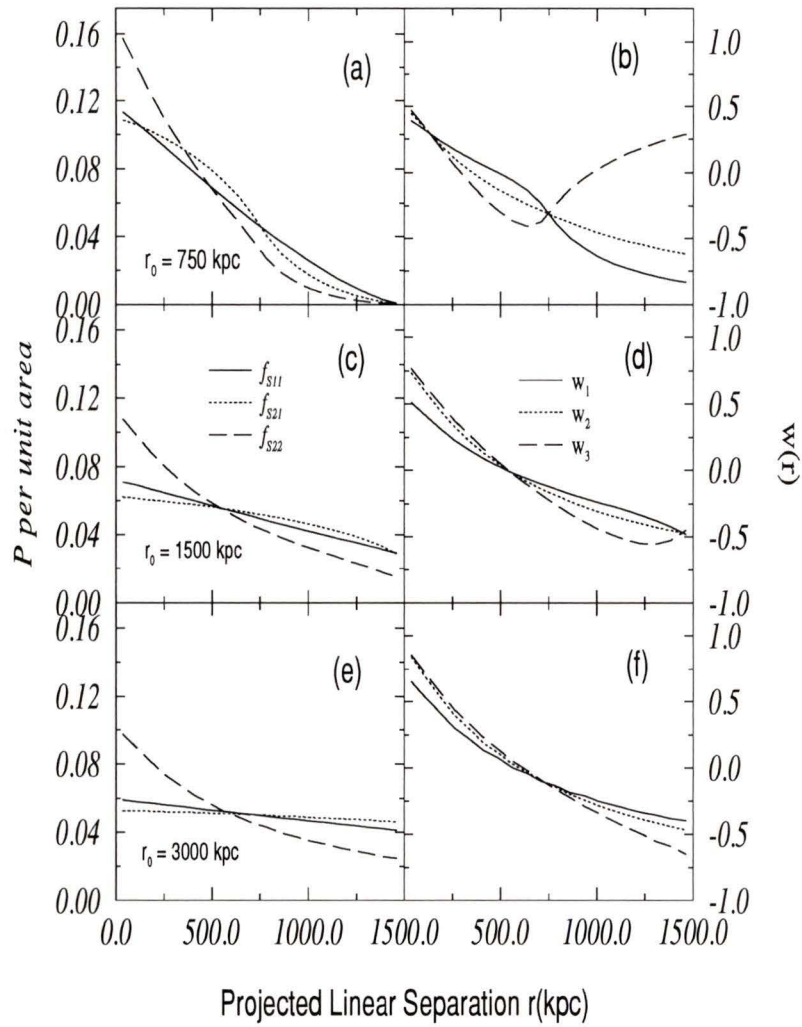 0.16
0.12
0.08
0.04
0.00
(a)
r0 = 750 kpc
(b)
1.0
0.5
0.0
-0.5
-1.0
0.16
0.12
0.08
0.04
0.00
(c)
fS11
fS21
fS22
r0 = 1500 kpc
(d)
w1
w2
w3
1.0
0.5
0.0
-0.5
-1.0
0.16
0.12
0.08
0.04
0.00
(e)
r0 = 3000 kpc
(f)
1.0
0.5
0.0
-0.5
-1.0
0.0 500.0 1000.0 1500.0 500.0 1000.0 1500.0
P per unit area
w(r)
Projected Linear Separation r(kpc)